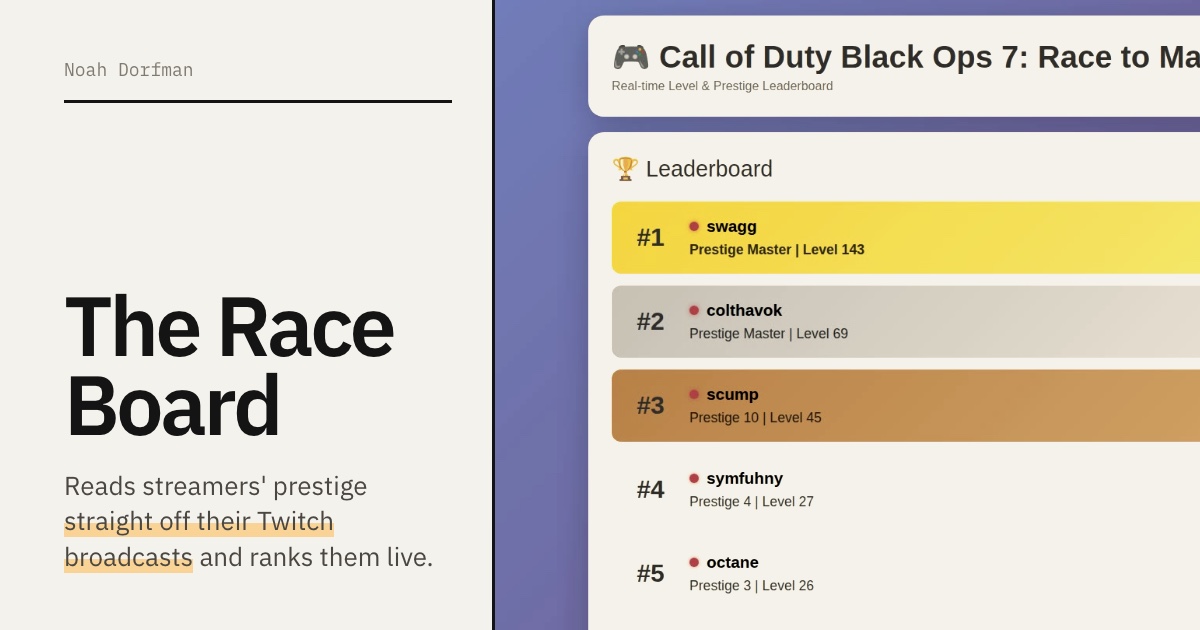 Noah Dorfman
The Race
Board
Reads streamers' prestige
straight off their Twitch
broadcasts and ranks them live.
🎮 Call of Duty Black Ops 7: Race to Ma
Real-time Level & Prestige Leaderboard
🏆 Leaderboard
#1
swagg
Prestige Master | Level 143
#2
colthavok
Prestige Master | Level 69
#3
scump
Prestige 10 | Level 45
#4
symfuhny
Prestige 4 | Level 27
#5
octane
Prestige 3 | Level 26